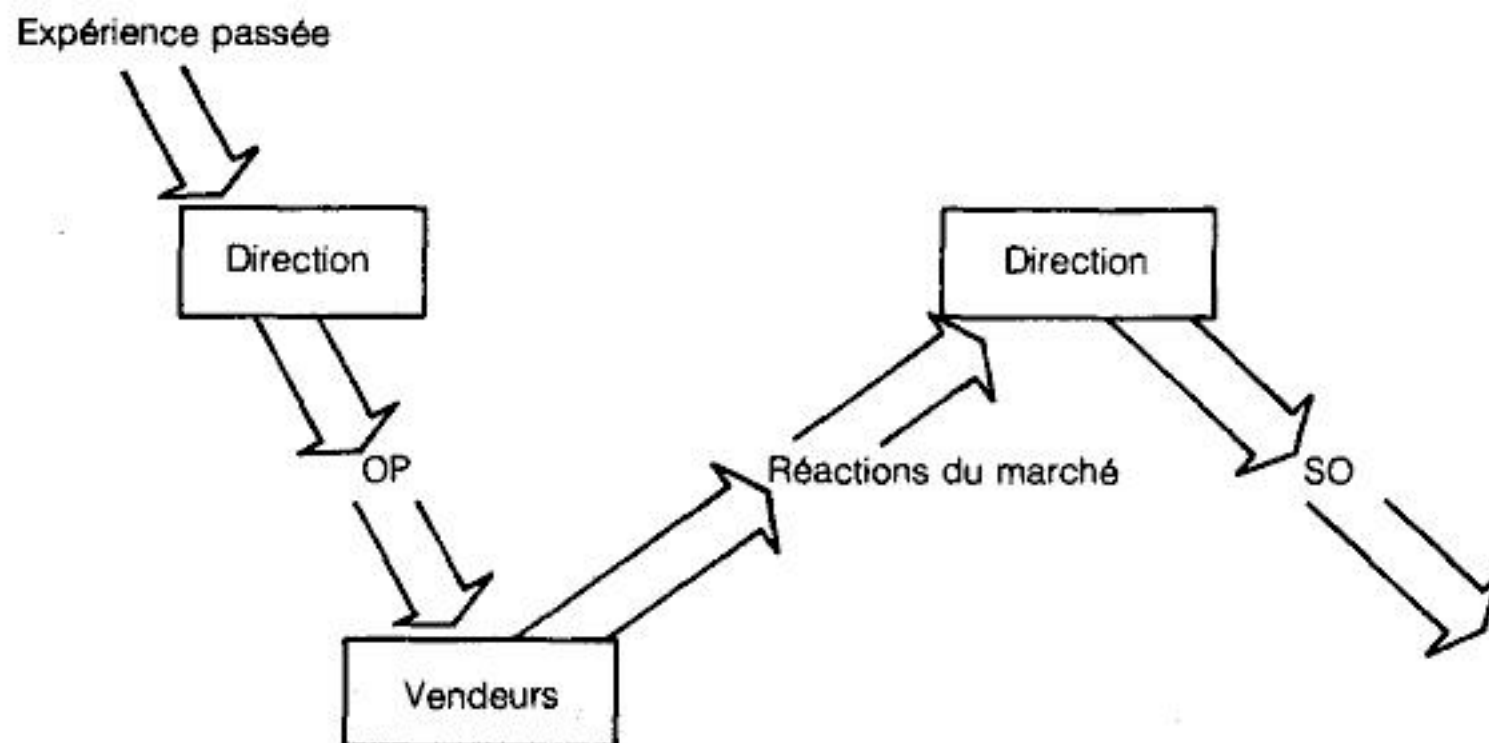 Expérience passée
Direction
Direction
OP
Réactions du marché
SO
Vendeurs